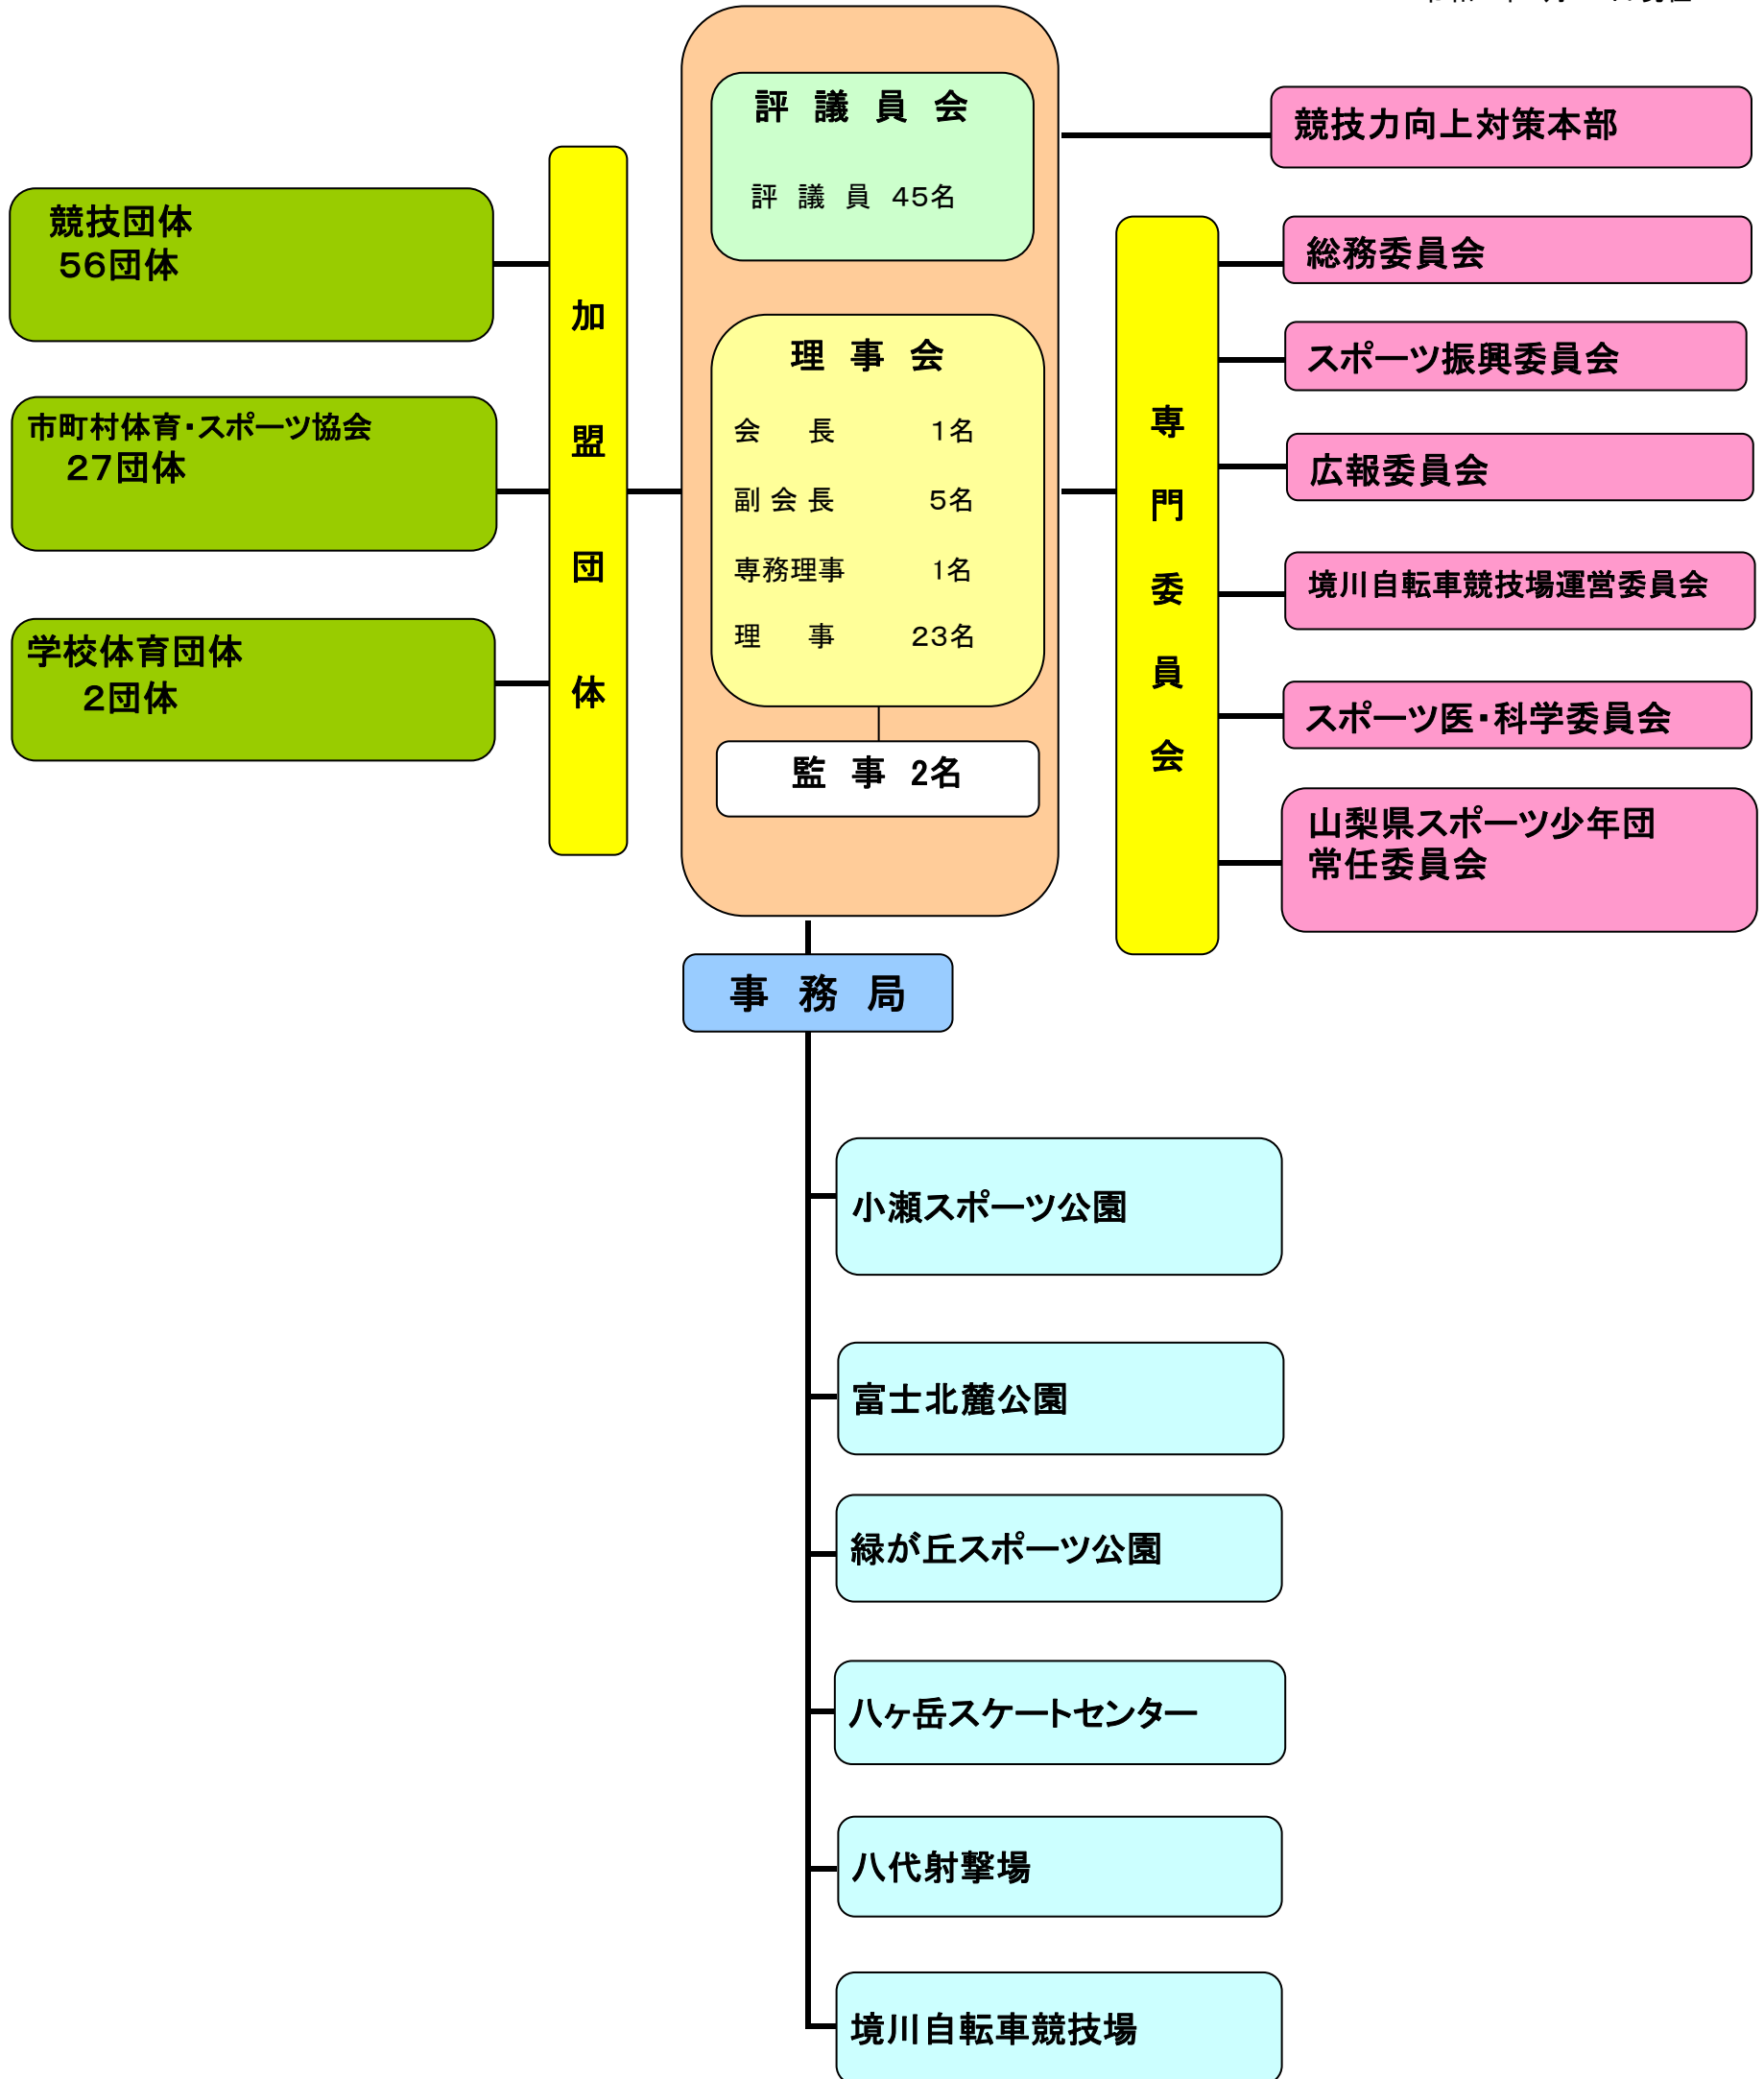 評 議 員 会
評 議 員 45名
理 事 会
会 長 1名
副 会 長 5名
専務理事 1名
理 事 23名
監 事 2名
加盟団体
競技団体
56団体
市町村体育・スポーツ協会
27団体
学校体育団体
2団体
専門委員会
競技力向上対策本部
総務委員会
スポーツ振興委員会
広報委員会
境川自転車競技場運営委員会
スポーツ医・科学委員会
山梨県スポーツ少年団
常任委員会
事 務 局
小瀬スポーツ公園
富士北麓公園
緑が丘スポーツ公園
八ヶ岳スケートセンター
八代射撃場
境川自転車競技場